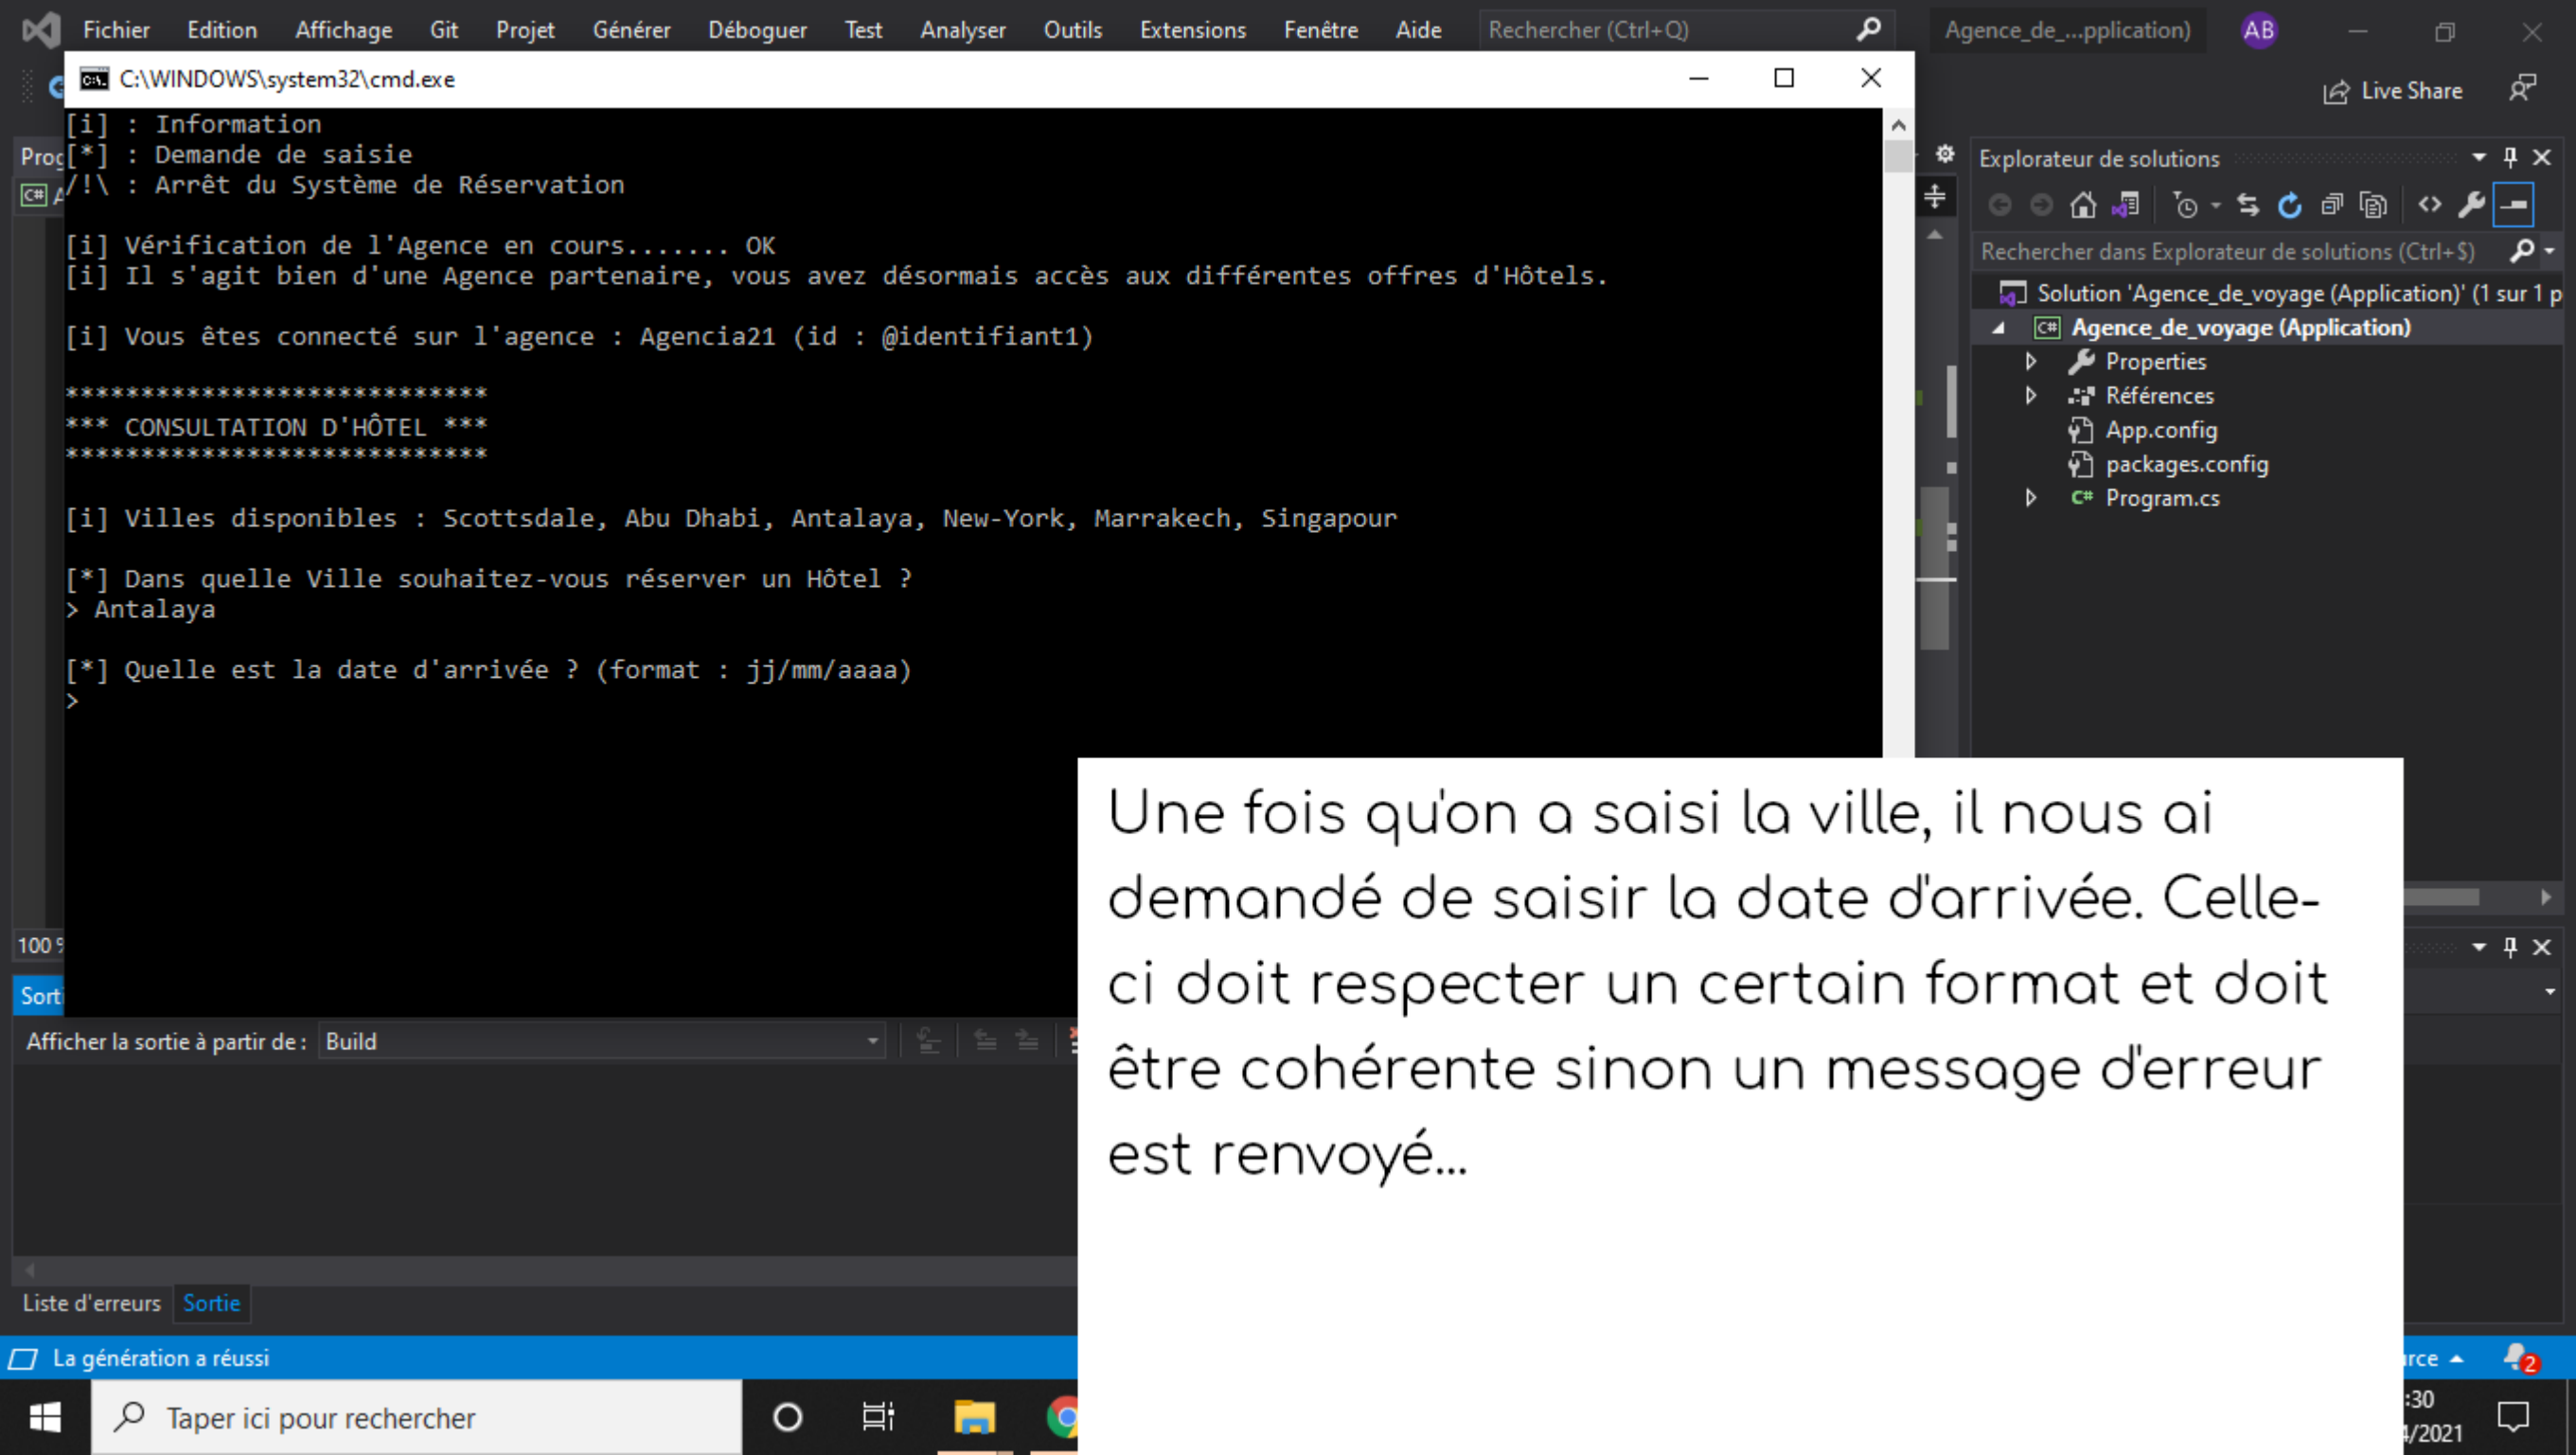 Fichier Edition Affichage Git Projet Générer Déboguer Test Analyser Outils Extensions Fenêtre Aide Rechercher (Ctrl+Q) Agence_de_...pplication) AB
C:\WINDOWS\system32\cmd.exe
Live Share
[i] : Information
[*] : Demande de saisie
/!\ : Arrêt du Système de Réservation
[i] Vérification de l'Agence en cours....... OK
[i] Il s'agit bien d'une Agence partenaire, vous avez désormais accès aux différentes offres d'Hôtels.
[i] Vous êtes connecté sur l'agence : Agencia21 (id : @identifiant1)
****************************
*** CONSULTATION D'HÔTEL ***
****************************
[i] Villes disponibles : Scottsdale, Abu Dhabi, Antalaya, New-York, Marrakech, Singapour
[*] Dans quelle Ville souhaitez-vous réserver un Hôtel ?
> Antalaya
[*] Quelle est la date d'arrivée ? (format : jj/mm/aaaa)
>
Explorateur de solutions
Rechercher dans Explorateur de solutions (Ctrl+$)
Solution 'Agence_de_voyage (Application)' (1 sur 1 p
C# Agence_de_voyage (Application)
Properties
Références
App.config
packages.config
C# Program.cs
Une fois qu'on a saisi la ville, il nous ai
demandé de saisir la date d'arrivée. Celle-
ci doit respecter un certain format et doit
être cohérente sinon un message d'erreur
est renvoyé...
100 %
Afficher la sortie à partir de : Build
Liste d'erreurs Sortie
La génération a réussi
2
Taper ici pour rechercher
:30
/2021